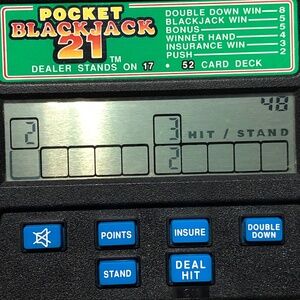 POCKET
BLACKJACK
21™
DEALER STANDS ON 17 • 52 CARD DECK
DOUBLE DOWN WIN — 8
BLACKJACK WIN — 5
BONUS — 5
WINNER HAND — 4
INSURANCE WIN — 3
PUSH — 2
48
2
3 HIT / STAND
2
POINTS
INSURE
DOUBLE DOWN
STAND
DEAL
HIT